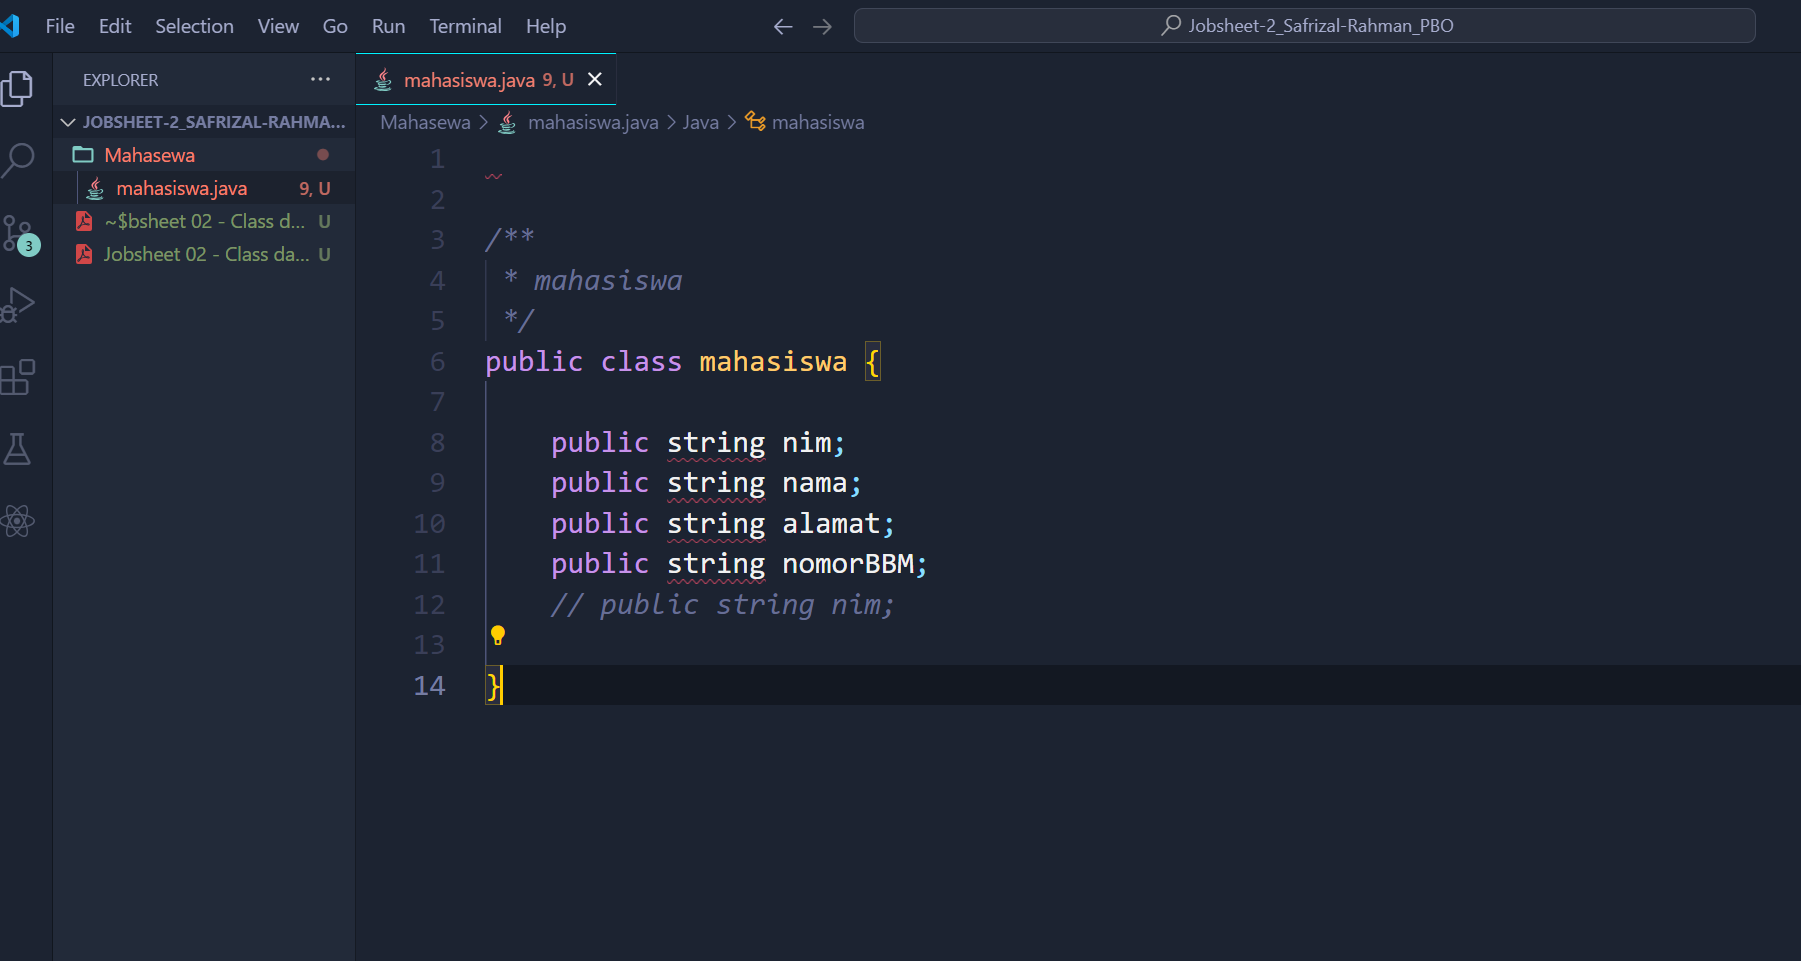 File Edit Selection View Go Run Terminal Help
Jobsheet-2_Safrizal-Rahman_PBO
EXPLORER ...
JOBSHEET-2_SAFRIZAL-RAHMA...
Mahasewa
mahasiswa.java 9, U
~$bsheet 02 - Class d... U
Jobsheet 02 - Class da... U
3
mahasiswa.java 9, U
Mahasewa > mahasiswa.java > Java > mahasiswa
1
2
3 /**
4 * mahasiswa
5 */
6 public class mahasiswa {
7
8 public string nim;
9 public string nama;
10 public string alamat;
11 public string nomorBBM;
12 // public string nim;
13
14 }